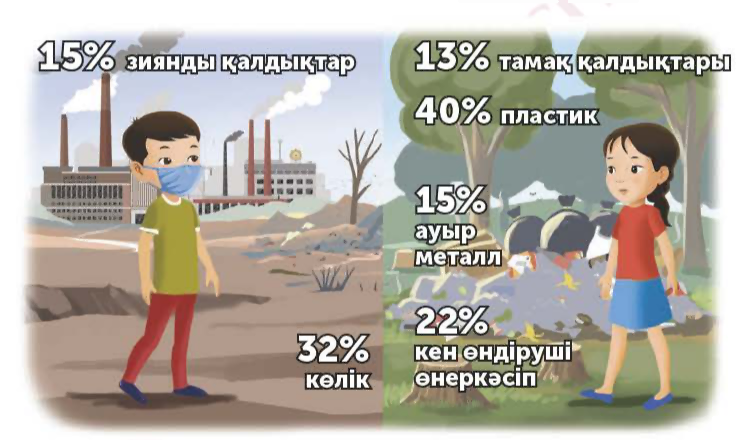 15% зиянды қалдықтар
32%
көлік
13% тамақ қалдықтары
40% пластик
15%
ауыр
металл
22%
кен өндіруші
өнеркәсіп